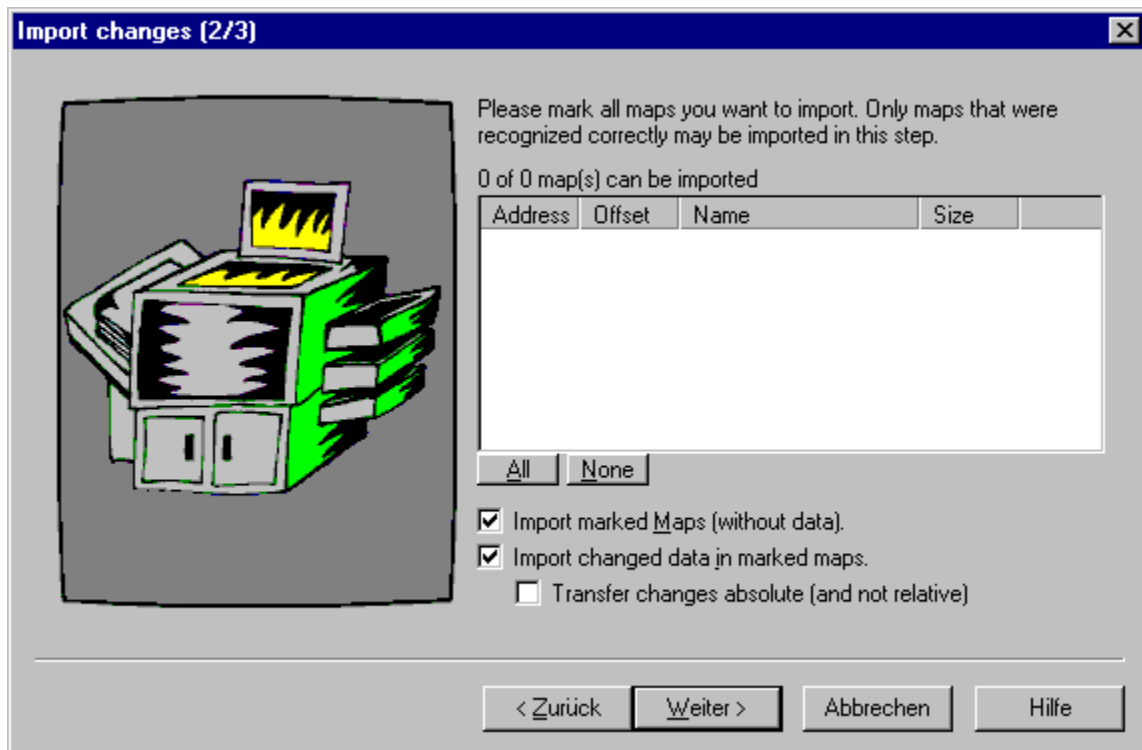 Import changes (2/3)
Please mark all maps you want to import. Only maps that were
recognized correctly may be imported in this step.
0 of 0 map(s) can be imported
Address Offset Name Size
All None
Import marked Maps (without data).
Import changed data in marked maps.
Transfer changes absolute (and not relative)
< Zurück Weiter > Abbrechen Hilfe